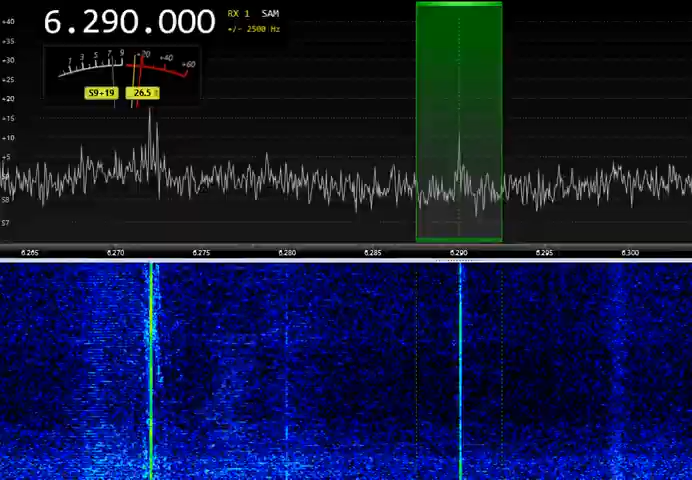 6.290.000
RX 1 SAM
+/- 2500 Hz
1 3 5 7 9 +20 +40 +60
S9+19 26.5
+40
+35
+30
+25
+20
+15
+10
+5
S8
S7
6.265 6.270 6.275 6.280 6.285 6.290 6.295 6.300